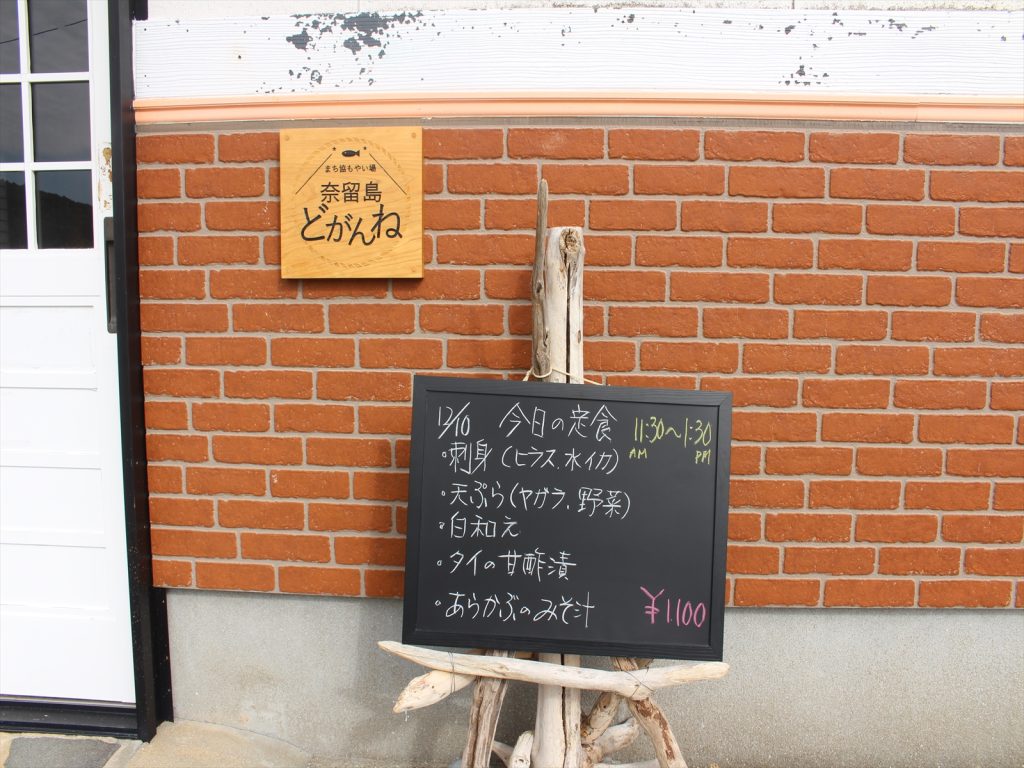 まち協もやい場
奈留島
どがんね
12/10 今日の定食 11:30～1:30
AM PM
・刺身（ヒラス、水イカ）
・天ぷら（ヤガラ、野菜）
・白和え
・タイの甘酢漬
・あらかぶのみそ汁 ¥1.100